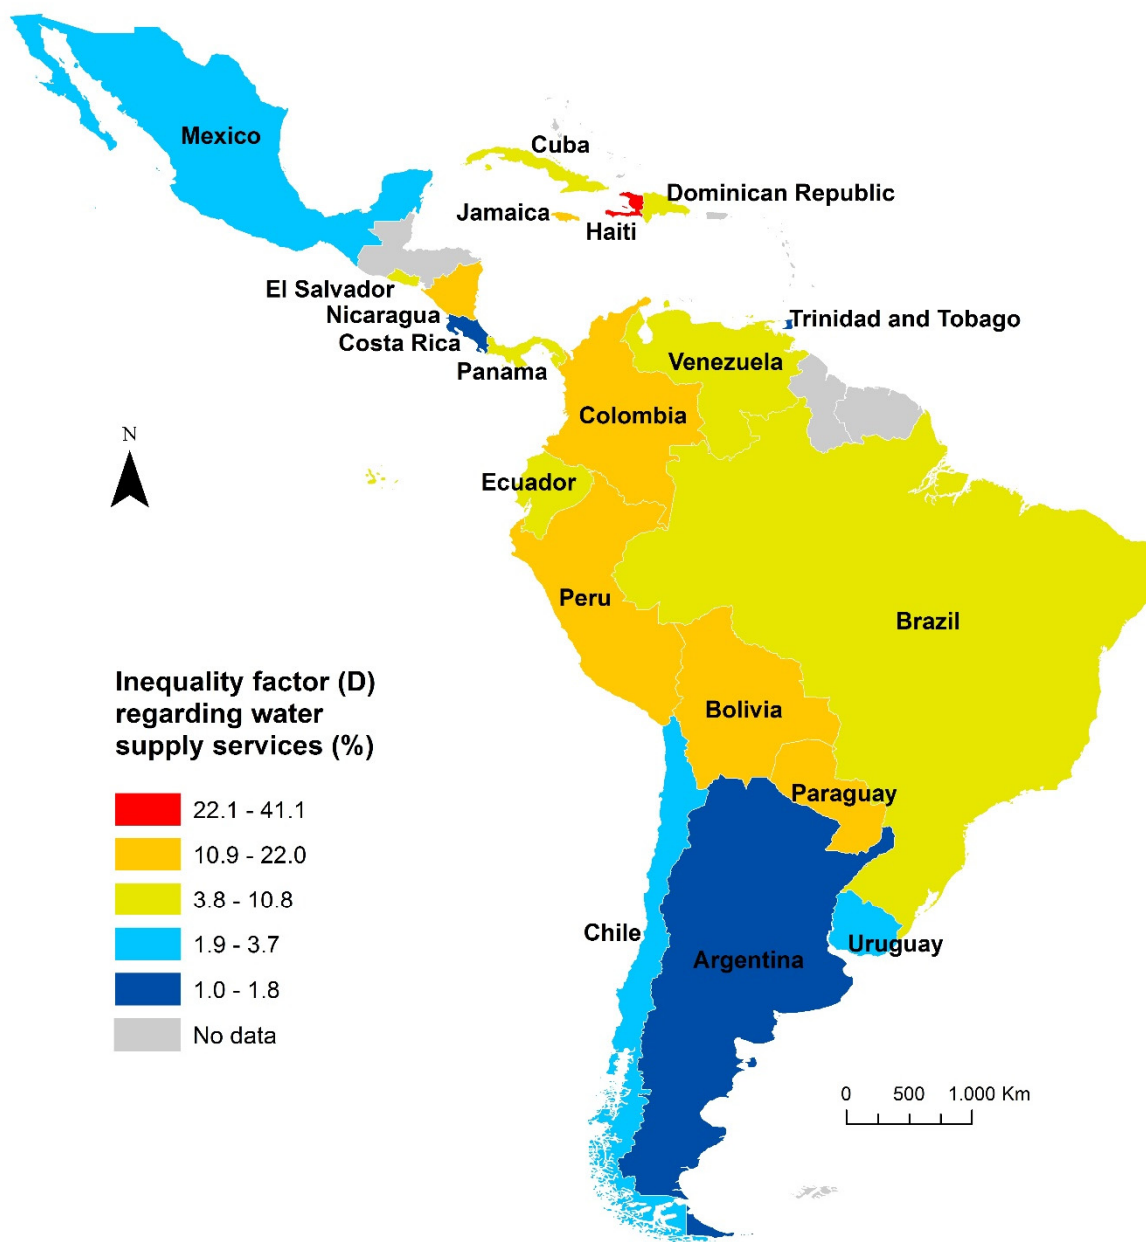 Mexico
Cuba
Dominican Republic
Jamaica
Haiti
El Salvador
Nicaragua
Costa Rica
Panama
Trinidad and Tobago
Venezuela
Colombia
N
Ecuador
Peru
Brazil
Inequality factor (D)
regarding water
supply services (%)
22.1 - 41.1
10.9 - 22.0
3.8 - 10.8
1.9 - 3.7
1.0 - 1.8
No data
Bolivia
Paraguay
Chile
Uruguay
Argentina
0 500 1.000 Km